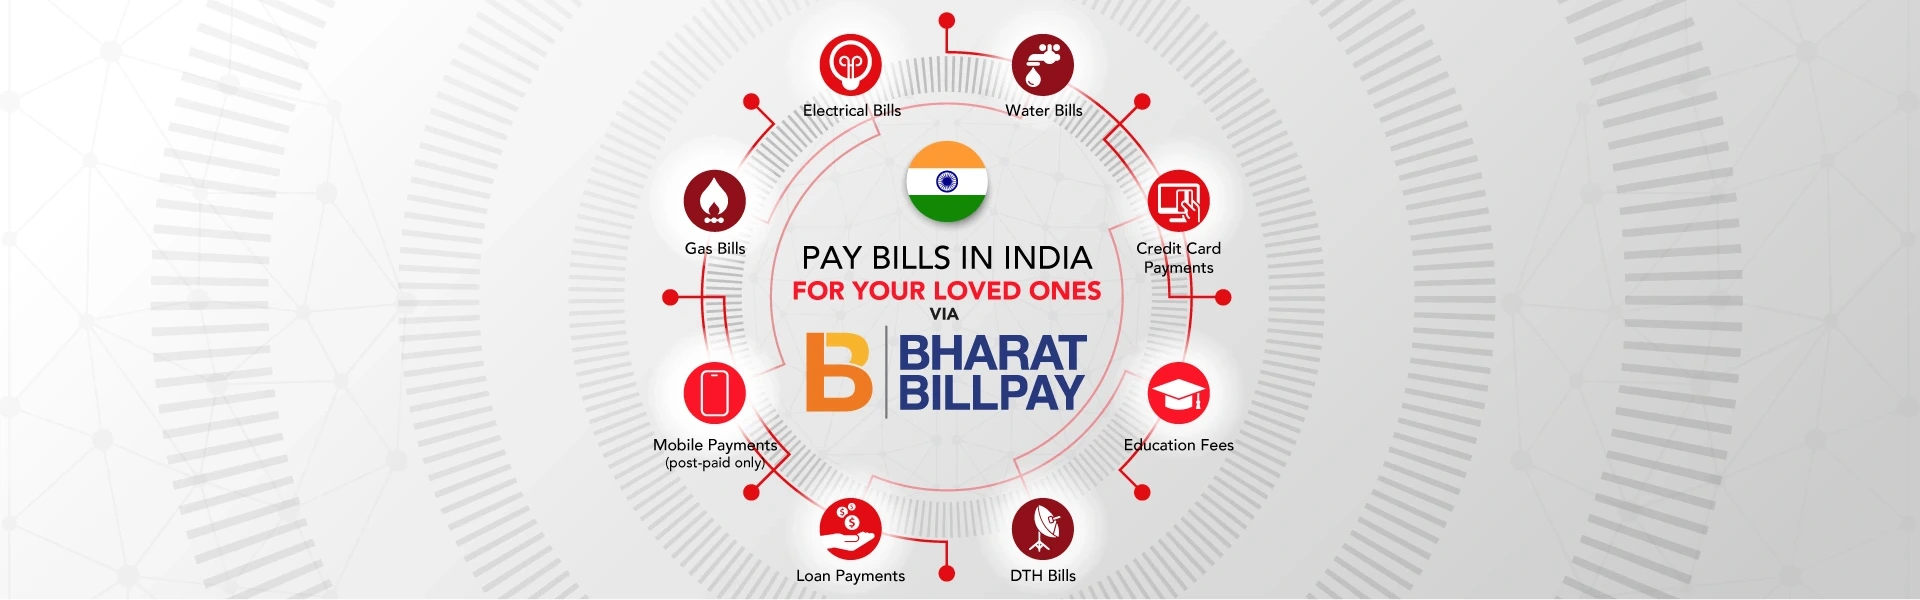 Electrical Bills
Water Bills
Gas Bills
Credit Card
Payments
PAY BILLS IN INDIA
FOR YOUR LOVED ONES
VIA
B
BHARAT
BILLPAY
Mobile Payments
(post-paid only)
Education Fees
Loan Payments
DTH Bills